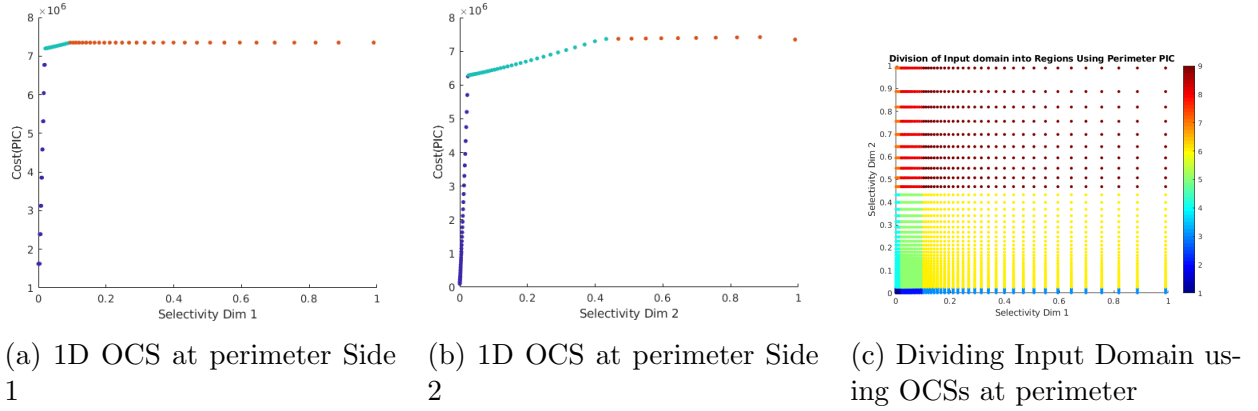 8 ×10^6
7
6
5
4
3
2
1
0 0.2 0.4 0.6 0.8 1
Cost(PIC)
Selectivity Dim 1
8 ×10^6
7
6
5
4
3
2
1
0
0 0.2 0.4 0.6 0.8 1
Cost(PIC)
Selectivity Dim 2
Division of Input domain into Regions Using Perimeter PIC
1
0.9
0.8
0.7
0.6
0.5
0.4
0.3
0.2
0.1
0
0 0.2 0.4 0.6 0.8 1
Selectivity Dim 2
Selectivity Dim 1
9
8
7
6
5
4
3
2
1
(a) 1D OCS at perimeter Side
1
(b) 1D OCS at perimeter Side
2
(c) Dividing Input Domain us-
ing OCSs at perimeter